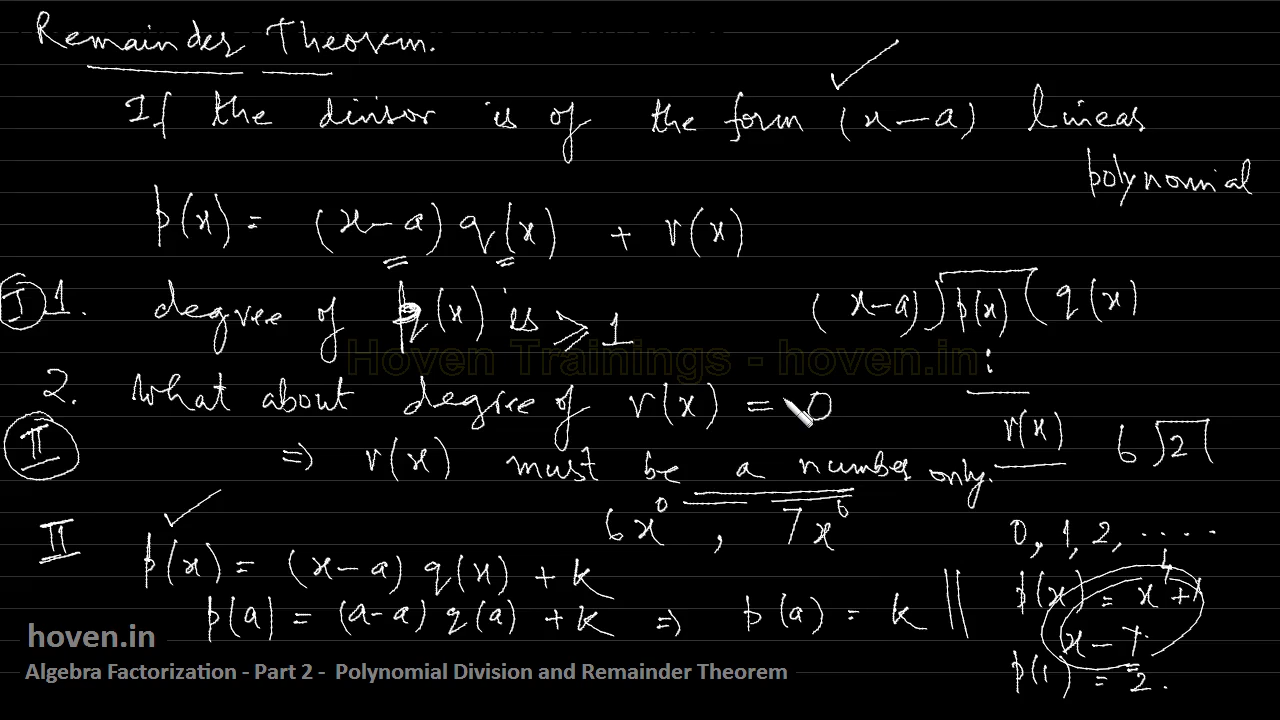 Remainder Theorem.
If the divisor is of the form (x-a) linear
polynomial
p(x) = (x-a) q(x) + r(x)
I 1. degree of p(x) is ≥ 1
(x-a) ) p(x) ( q(x)
Hoven Trainings - hoven.in
2. What about degree of r(x) = 0
r(x)
6 ) 2 (
II ⇒ r(x) must be a number only.
6x⁰ , 7x⁰
0, 1, 2, .....
II p(x) = (x-a) q(x) + k
p(x) = x+1
p(a) = (a-a) q(a) + k ⇒ p(a) = k ||
x-1
p(1) = 2.
hoven.in
Algebra Factorization - Part 2 - Polynomial Division and Remainder Theorem